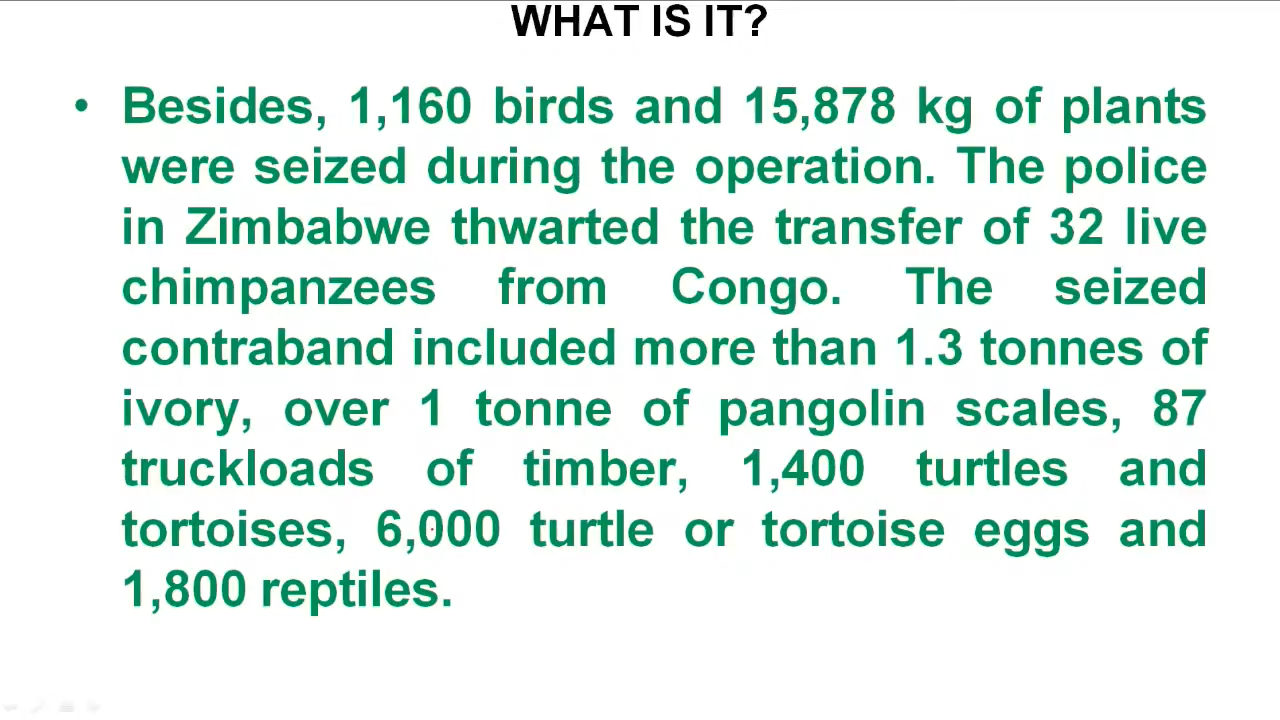 WHAT IS IT?
• Besides, 1,160 birds and 15,878 kg of plants
were seized during the operation. The police
in Zimbabwe thwarted the transfer of 32 live
chimpanzees from Congo. The seized
contraband included more than 1.3 tonnes of
ivory, over 1 tonne of pangolin scales, 87
truckloads of timber, 1,400 turtles and
tortoises, 6,000 turtle or tortoise eggs and
1,800 reptiles.